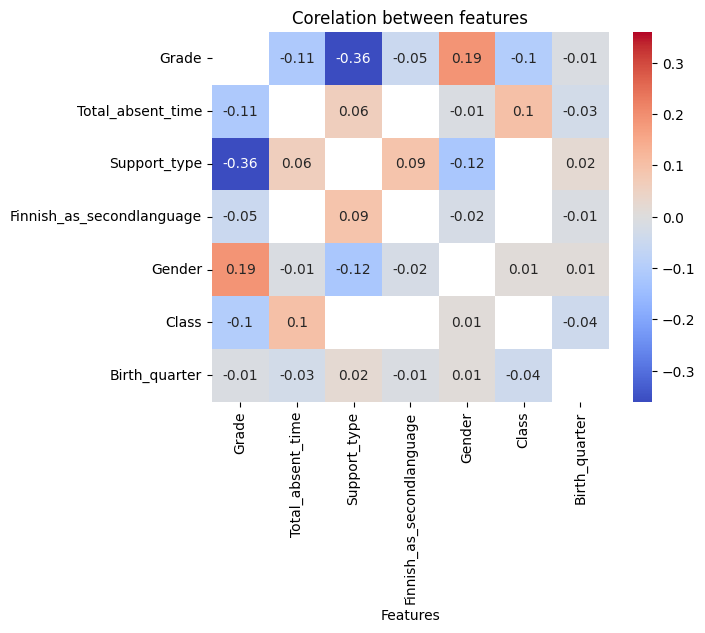 Corelation between features
Grade -0.11 -0.36 -0.05 0.19 -0.1 -0.01
Total_absent_time -0.11 0.06 -0.01 0.1 -0.03
Support_type -0.36 0.06 0.09 -0.12 0.02
Finnish_as_secondlanguage -0.05 0.09 -0.02 -0.01
Gender 0.19 -0.01 -0.12 -0.02 0.01 0.01
Class -0.1 0.1 0.01 -0.04
Birth_quarter -0.01 -0.03 0.02 -0.01 0.01 -0.04
Grade
Total_absent_time
Support_type
Finnish_as_secondlanguage
Gender
Class
Birth_quarter
Features
0.3
0.2
0.1
0.0
−0.1
−0.2
−0.3